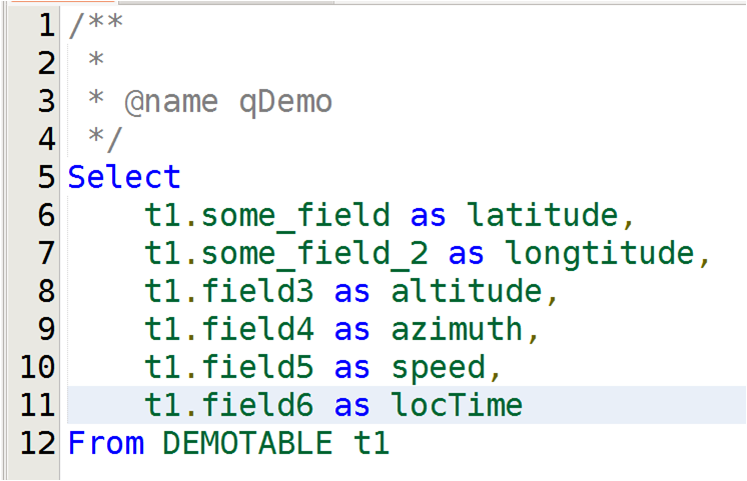 1 /**
2  *
3  * @name qDemo
4  */
5 Select
6     t1.some_field as latitude,
7     t1.some_field_2 as longtitude,
8     t1.field3 as altitude,
9     t1.field4 as azimuth,
10     t1.field5 as speed,
11     t1.field6 as locTime
12 From DEMOTABLE t1